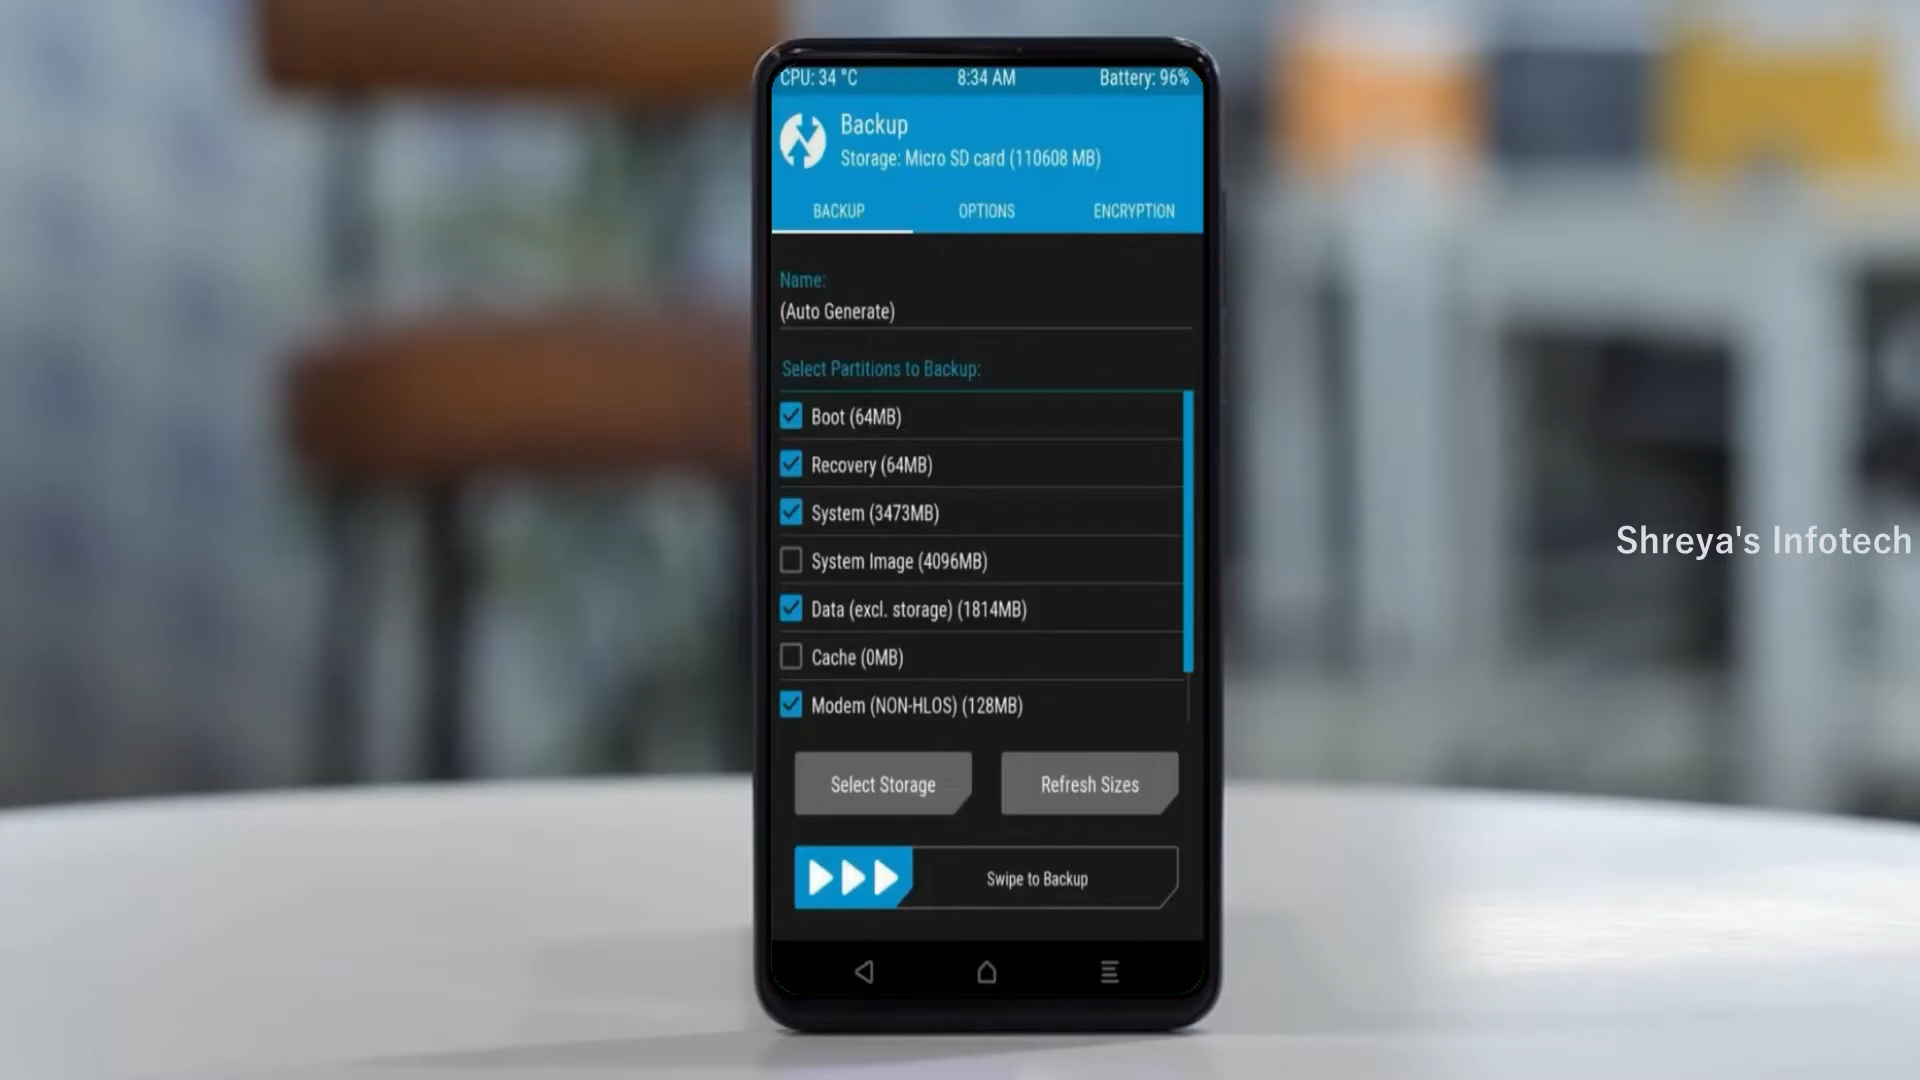 CPU: 34 °C 8:34 AM Battery: 96%
Backup
Storage: Micro SD card (110608 MB)
BACKUP OPTIONS ENCRYPTION
Name:
(Auto Generate)
Select Partitions to Backup:
Boot (64MB)
Recovery (64MB)
System (3473MB)
System Image (4096MB)
Data (excl. storage) (1814MB)
Cache (0MB)
Modem (NON-HLOS) (128MB)
Select Storage Refresh Sizes
Swipe to Backup
Shreya's Infotech